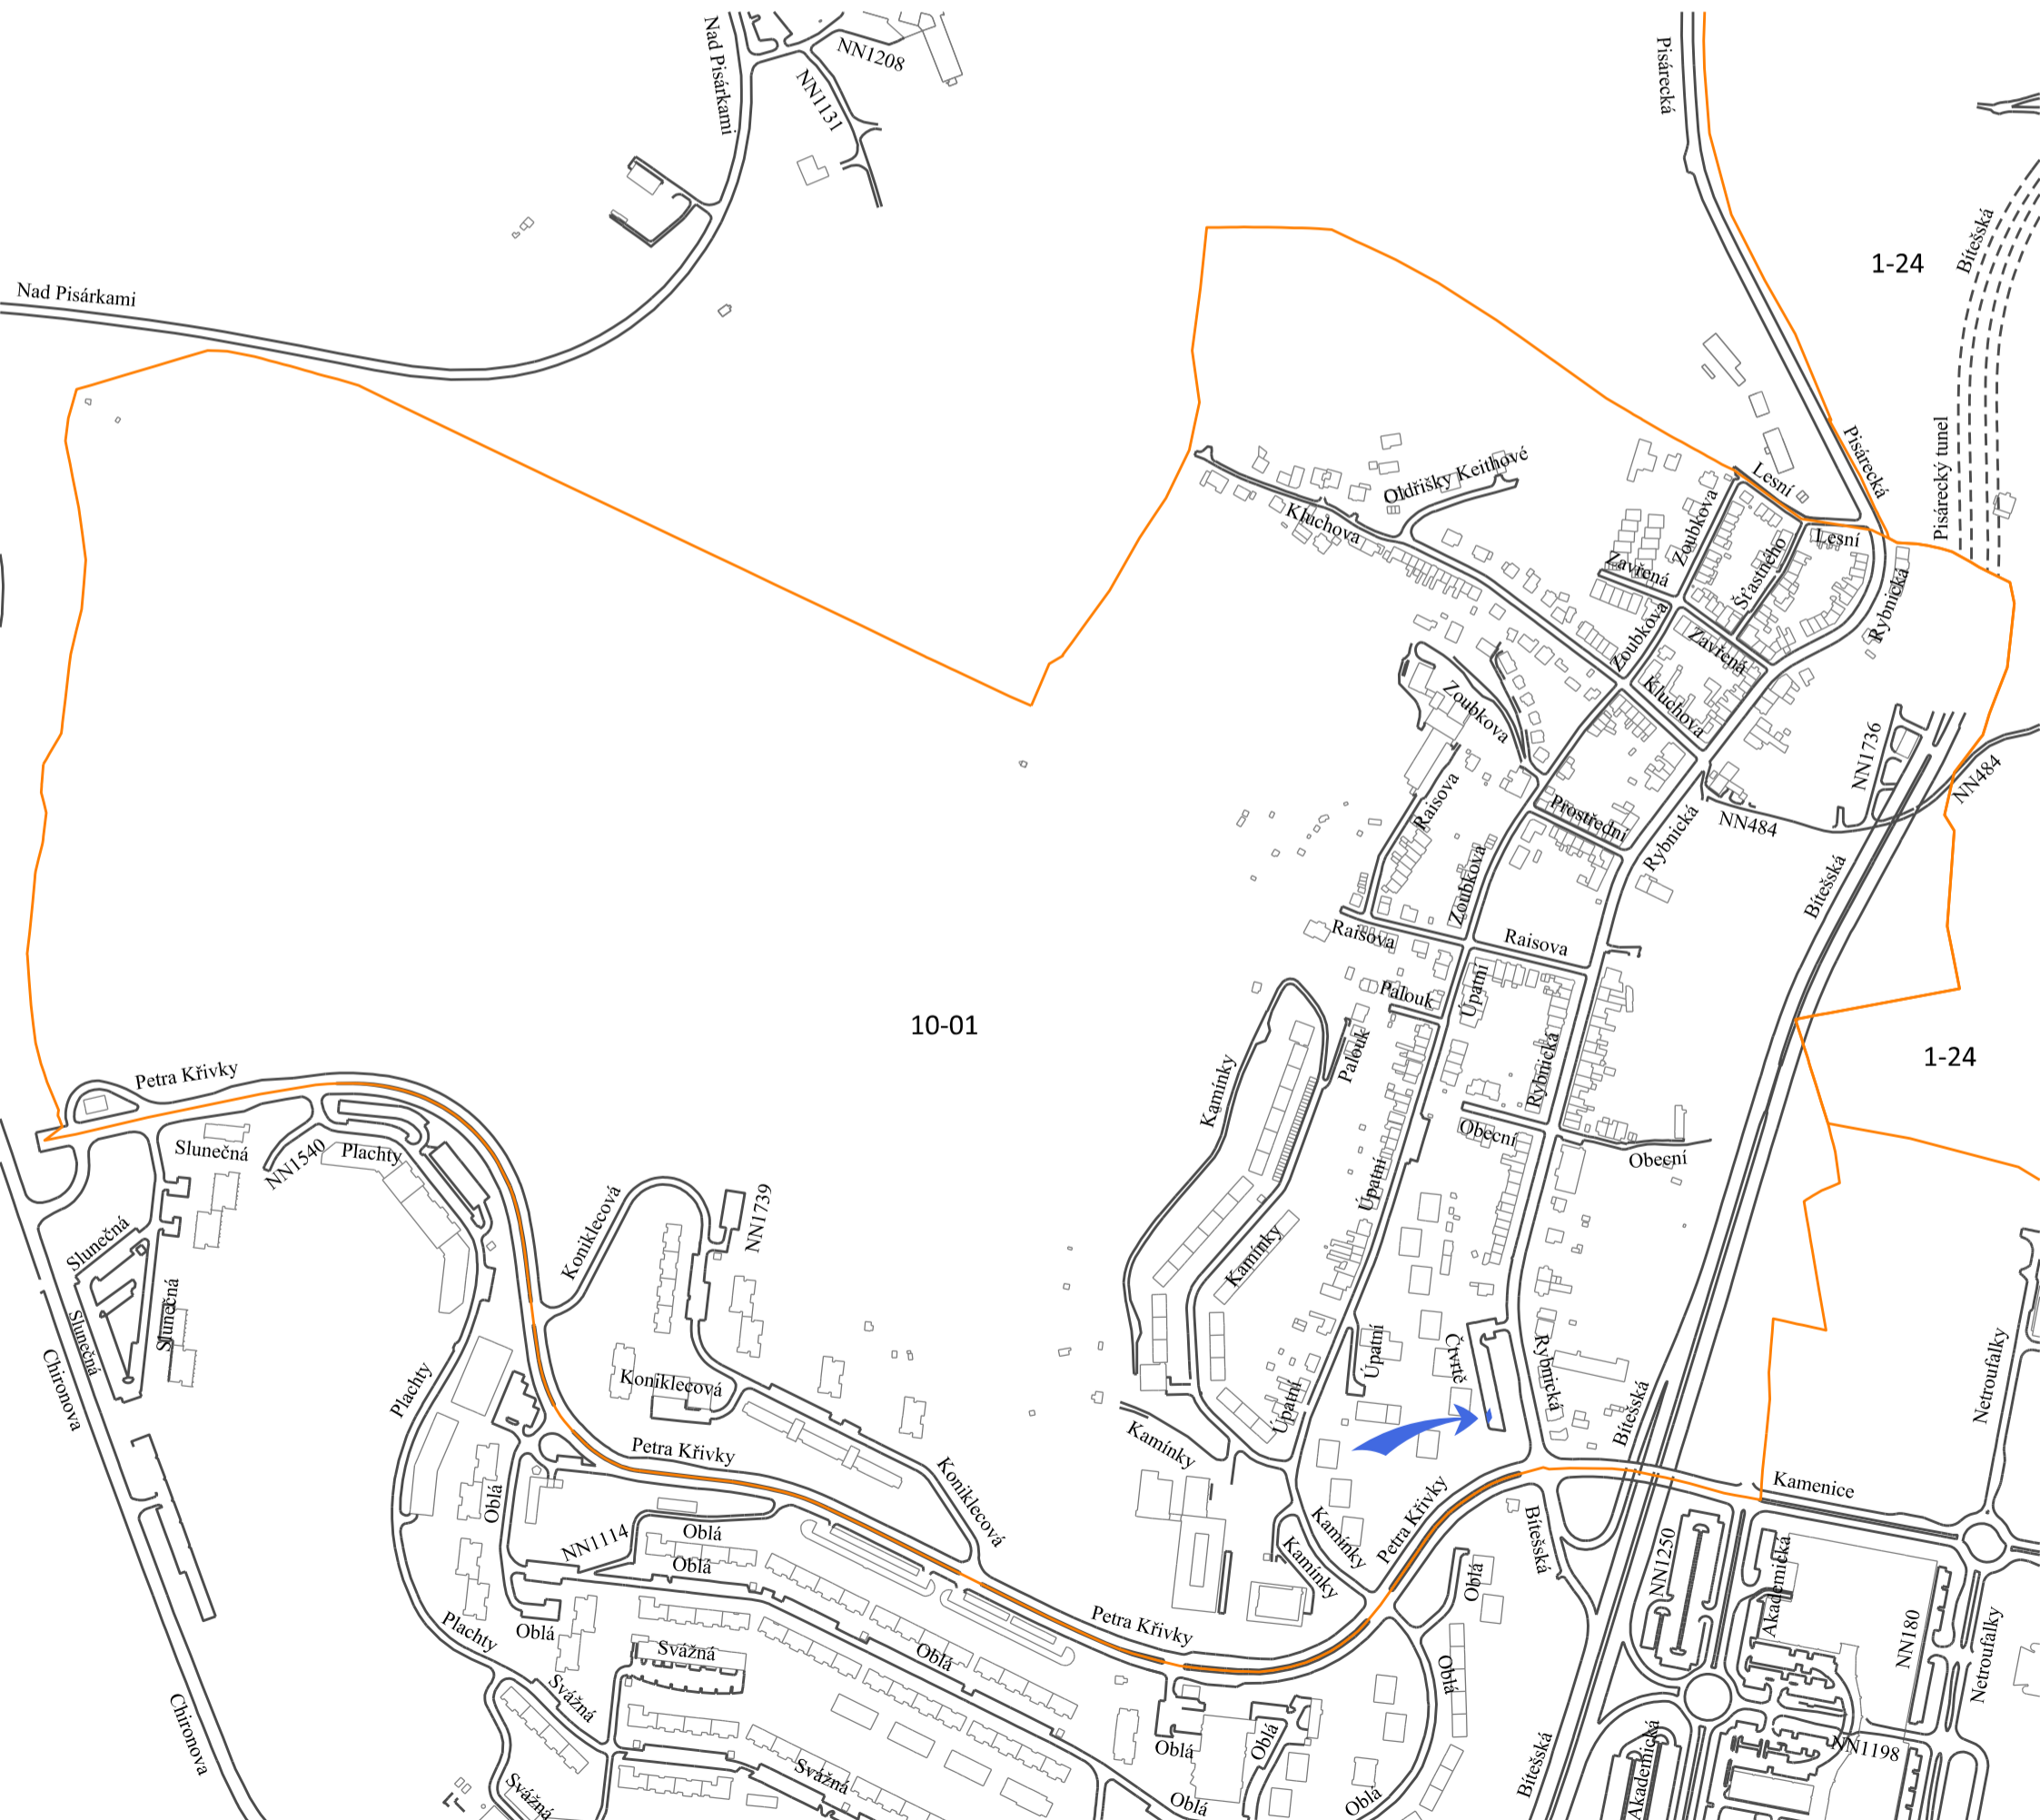 Nad Pisárkami
NN1208
NN1131
Pisárecká
Bítešská
1-24
Nad Pisárkami
Pisárecký tunel
Pisárecká
Lesní
Lesní
Oldřišky Keithové
Kluchova
Zoubkova
Zavřená
Šťastného
Rybnická
Zoubkova
Zavřená
Kluchova
Zoubkova
NN1736
NN484
Raisova
Prostřední
Rybnická
NN484
Zoubkova
Bítešská
Raisova
Raisova
Palouk
Úpatní
10-01
Petra Křivky
Kamínky
Palouk
Rybnická
1-24
Slunečná
NN1540
Plachty
Obecní
Obecní
Úpatní
Slunečná
Koniklecová
NN1739
Kamínky
Slunečná
Slunečná
Chironova
Plachty
Koniklecová
Úpatní
Úpatní
Čtvrtě
Rybnická
Bítešská
Netroufalky
Petra Křivky
Kamínky
Koniklecová
Kamenice
Oblá
NN1114
Oblá
Oblá
Kamínky
Kamínky
Petra Křivky
Bítešská
NN1250
Akademická
Oblá
Plachty
Oblá
Svážná
Oblá
Petra Křivky
Oblá
NN180
Netroufalky
Svážná
Chironova
Svážná
Svážná
Oblá
Oblá
Oblá
Oblá
Bítešská
Akademická
NN1198